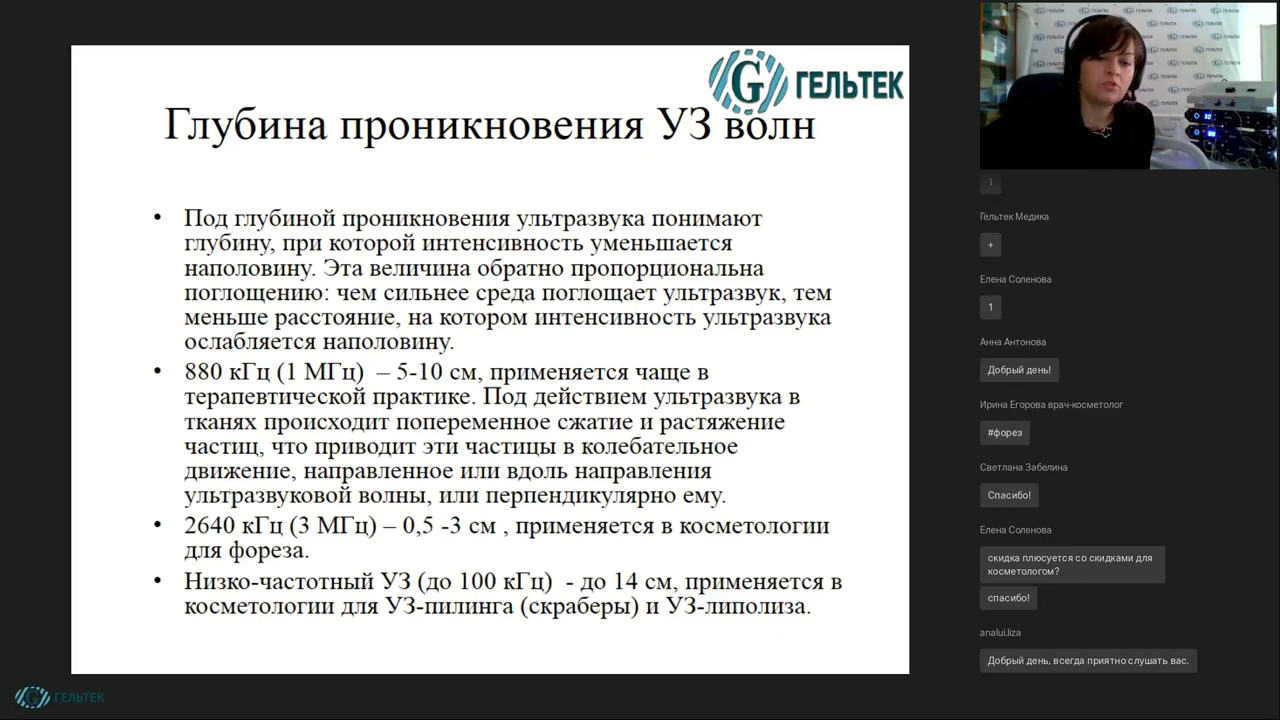 ГЕЛЬТЕК
Глубина проникновения УЗ волн
• Под глубиной проникновения ультразвука понимают
глубину, при которой интенсивность уменьшается
наполовину. Эта величина обратно пропорциональна
поглощению: чем сильнее среда поглощает ультразвук, тем
меньше расстояние, на котором интенсивность ультразвука
ослабляется наполовину.
• 880 кГц (1 МГц) – 5-10 см, применяется чаще в
терапевтической практике. Под действием ультразвука в
тканях происходит попеременное сжатие и растяжение
частиц, что приводит эти частицы в колебательное
движение, направленное или вдоль направления
ультразвуковой волны, или перпендикулярно ему.
• 2640 кГц (3 МГц) – 0,5 -3 см , применяется в косметологии
для фореза.
• Низко-частотный УЗ (до 100 кГц) - до 14 см, применяется в
косметологии для УЗ-пилинга (скраберы) и УЗ-липолиза.
ГЕЛЬТЕК
1
Гельтек Медика
+
Елена Соленова
1
Анна Антонова
Добрый день!
Ирина Егорова врач-косметолог
#форез
Светлана Забелина
Спасибо!
Елена Соленова
скидка плюсуется со скидками для
косметологом?
спасибо!
analui.liza
Добрый день, всегда приятно слушать вас.